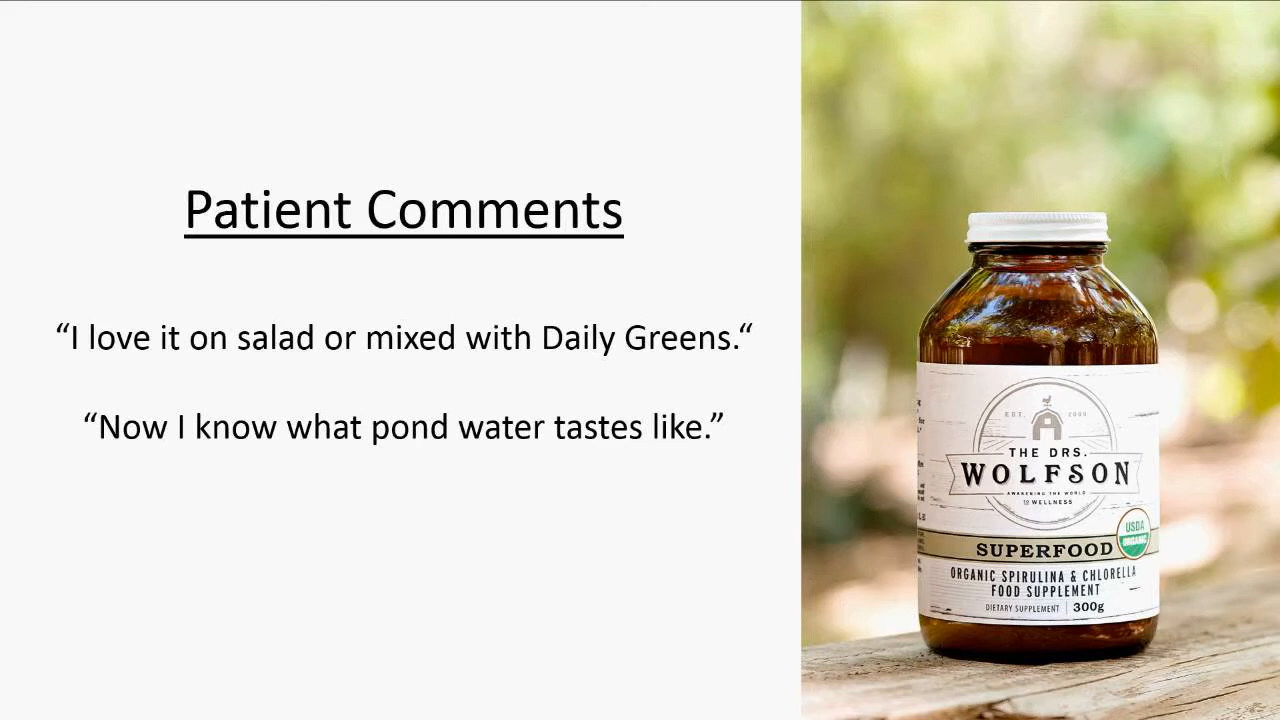 Patient Comments
“I love it on salad or mixed with Daily Greens.“
“Now I know what pond water tastes like.”
EST. 2009
THE DRS.
WOLFSON
AWAKENING THE WORLD
TO WELLNESS
USDA
ORGANIC
SUPERFOOD
ORGANIC SPIRULINA & CHLORELLA
FOOD SUPPLEMENT
DIETARY SUPPLEMENT | 300g